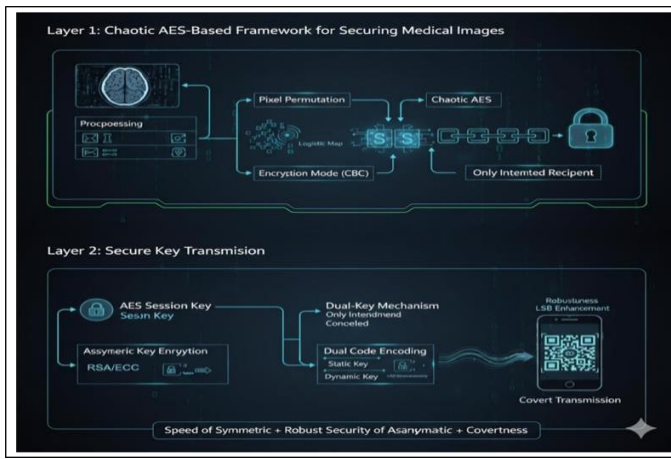 Layer 1: Chaotic AES-Based Framework for Securing Medical Images
Procpoessing
Pixel Permutation
Chaotic AES
Logistic Map
S S
Encrystion Mode (CBC)
Only Intemted Recipent
Layer 2: Secure Key Transmision
AES Session Key
Sesun Key
Dual-Key Mechanism
Only Intendmend
Conceled
Assymeric Key Enryytion
RSA/ECC
Dual Code Encoding
Static Key
Dynamic Key
Robustuness
LSB Enhancement
Covert Transmission
Speed of Symmetric + Robust Security of Asanymatic + Covertness